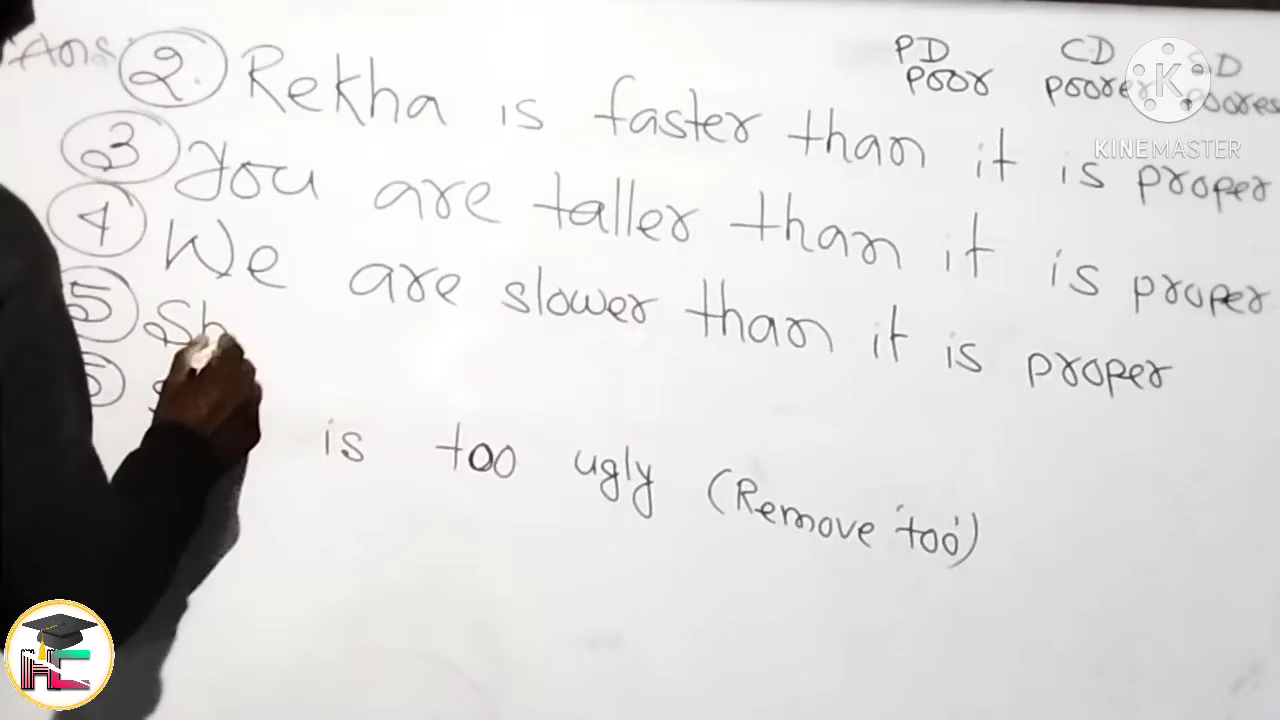 Ans
PD CD S.D
poor poorer
KINEMASTER
2. Rekha is faster than it is proper
3 You are taller than it is proper
4 We are slower than it is proper
5 Sh
is too ugly (Remove 'too')
HC